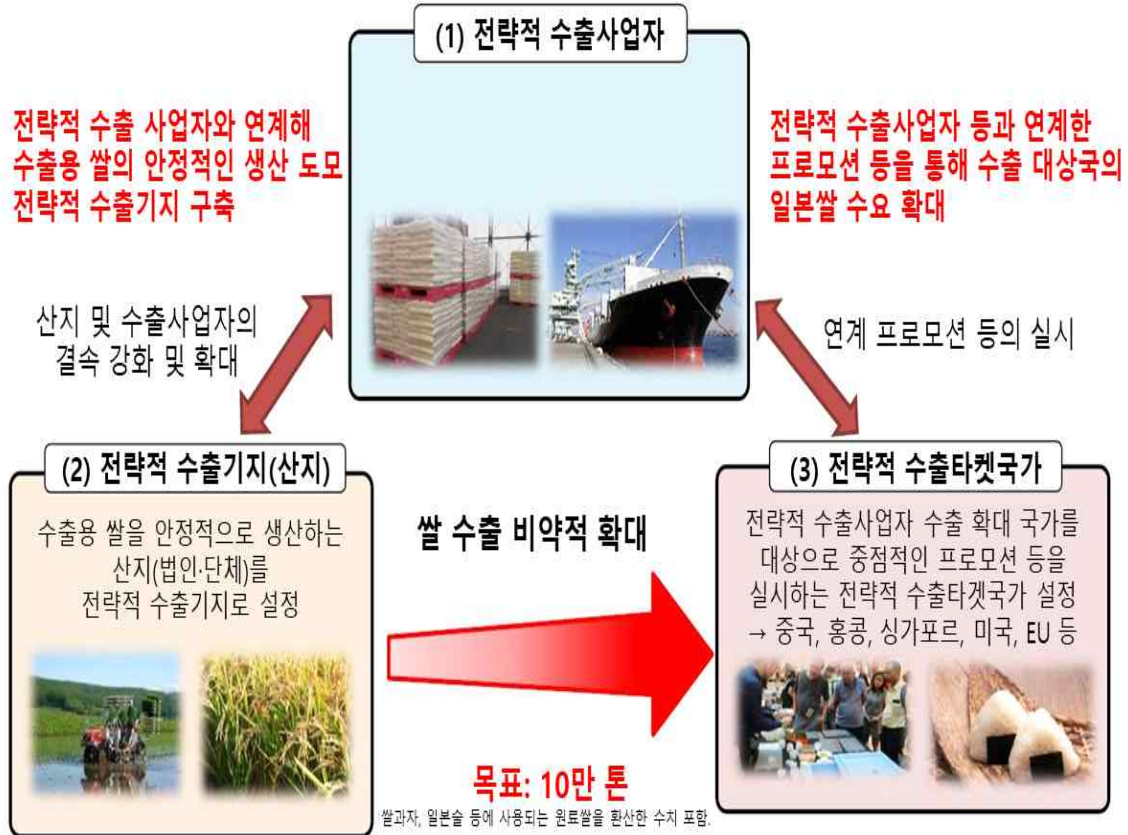 (1) 전략적 수출사업자
전략적 수출 사업자와 연계해
수출용 쌀의 안정적인 생산 도모
전략적 수출기지 구축
전략적 수출사업자 등과 연계한
프로모션 등을 통해 수출 대상국의
일본쌀 수요 확대
산지 및 수출사업자의
결속 강화 및 확대
연계 프로모션 등의 실시
(2) 전략적 수출기지(산지)
수출용 쌀을 안정적으로 생산하는
산지(법인·단체)를
전략적 수출기지로 설정
쌀 수출 비약적 확대
목표: 10만 톤
쌀과자, 일본술 등에 사용되는 원료쌀을 환산한 수치 포함.
(3) 전략적 수출타켓국가
전략적 수출사업자 수출 확대 국가를
대상으로 중점적인 프로모션 등을
실시하는 전략적 수출타겟국가 설정
→ 중국, 홍콩, 싱가포르, 미국, EU 등